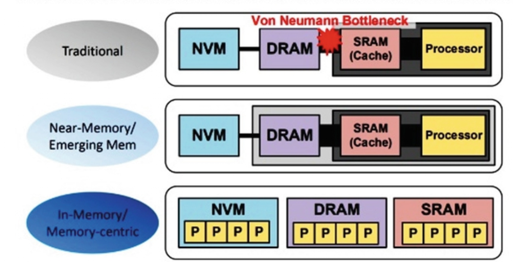 Von Neumann Bottleneck
Traditional
NVM
DRAM
SRAM
(Cache)
Processor
Near-Memory/
Emerging Mem
NVM
DRAM
SRAM
(Cache)
Processor
In-Memory/
Memory-centric
NVM
P P P P
DRAM
P P P P
SRAM
P P P P